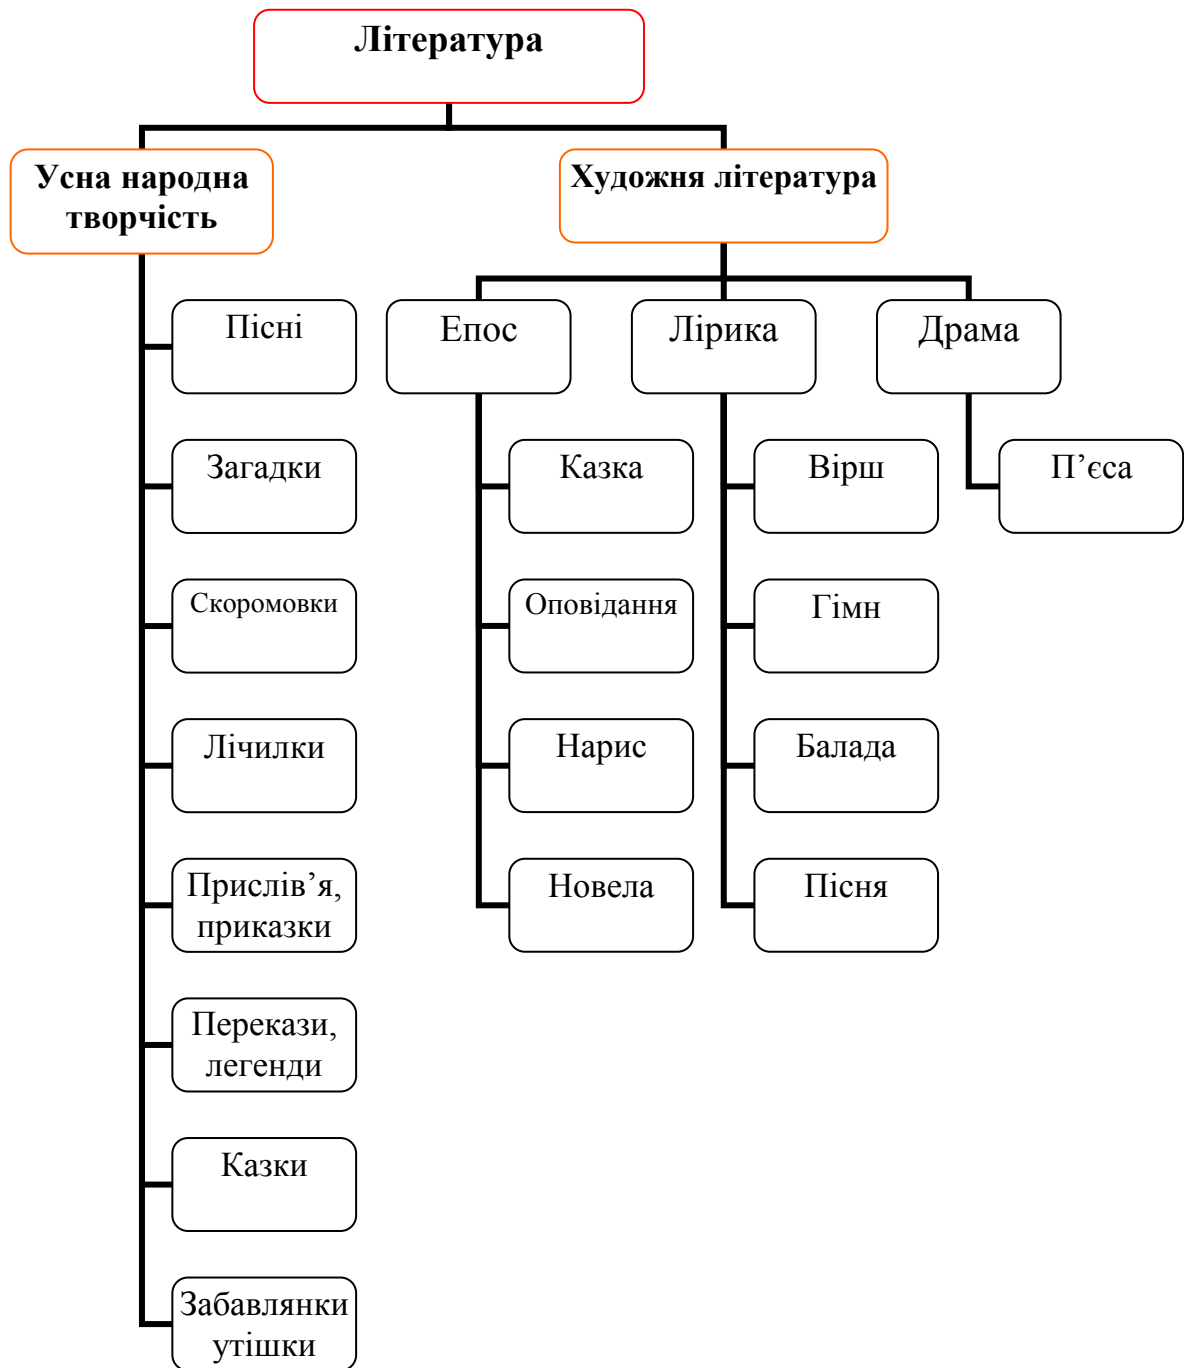 Література
Усна народна
творчість
Художня література
Пісні
Загадки
Скоромовки
Лічилки
Прислів’я,
приказки
Перекази,
легенди
Казки
Забавлянки
утішки
Епос
Казка
Оповідання
Нарис
Новела
Лірика
Вірш
Гімн
Балада
Пісня
Драма
П’єса